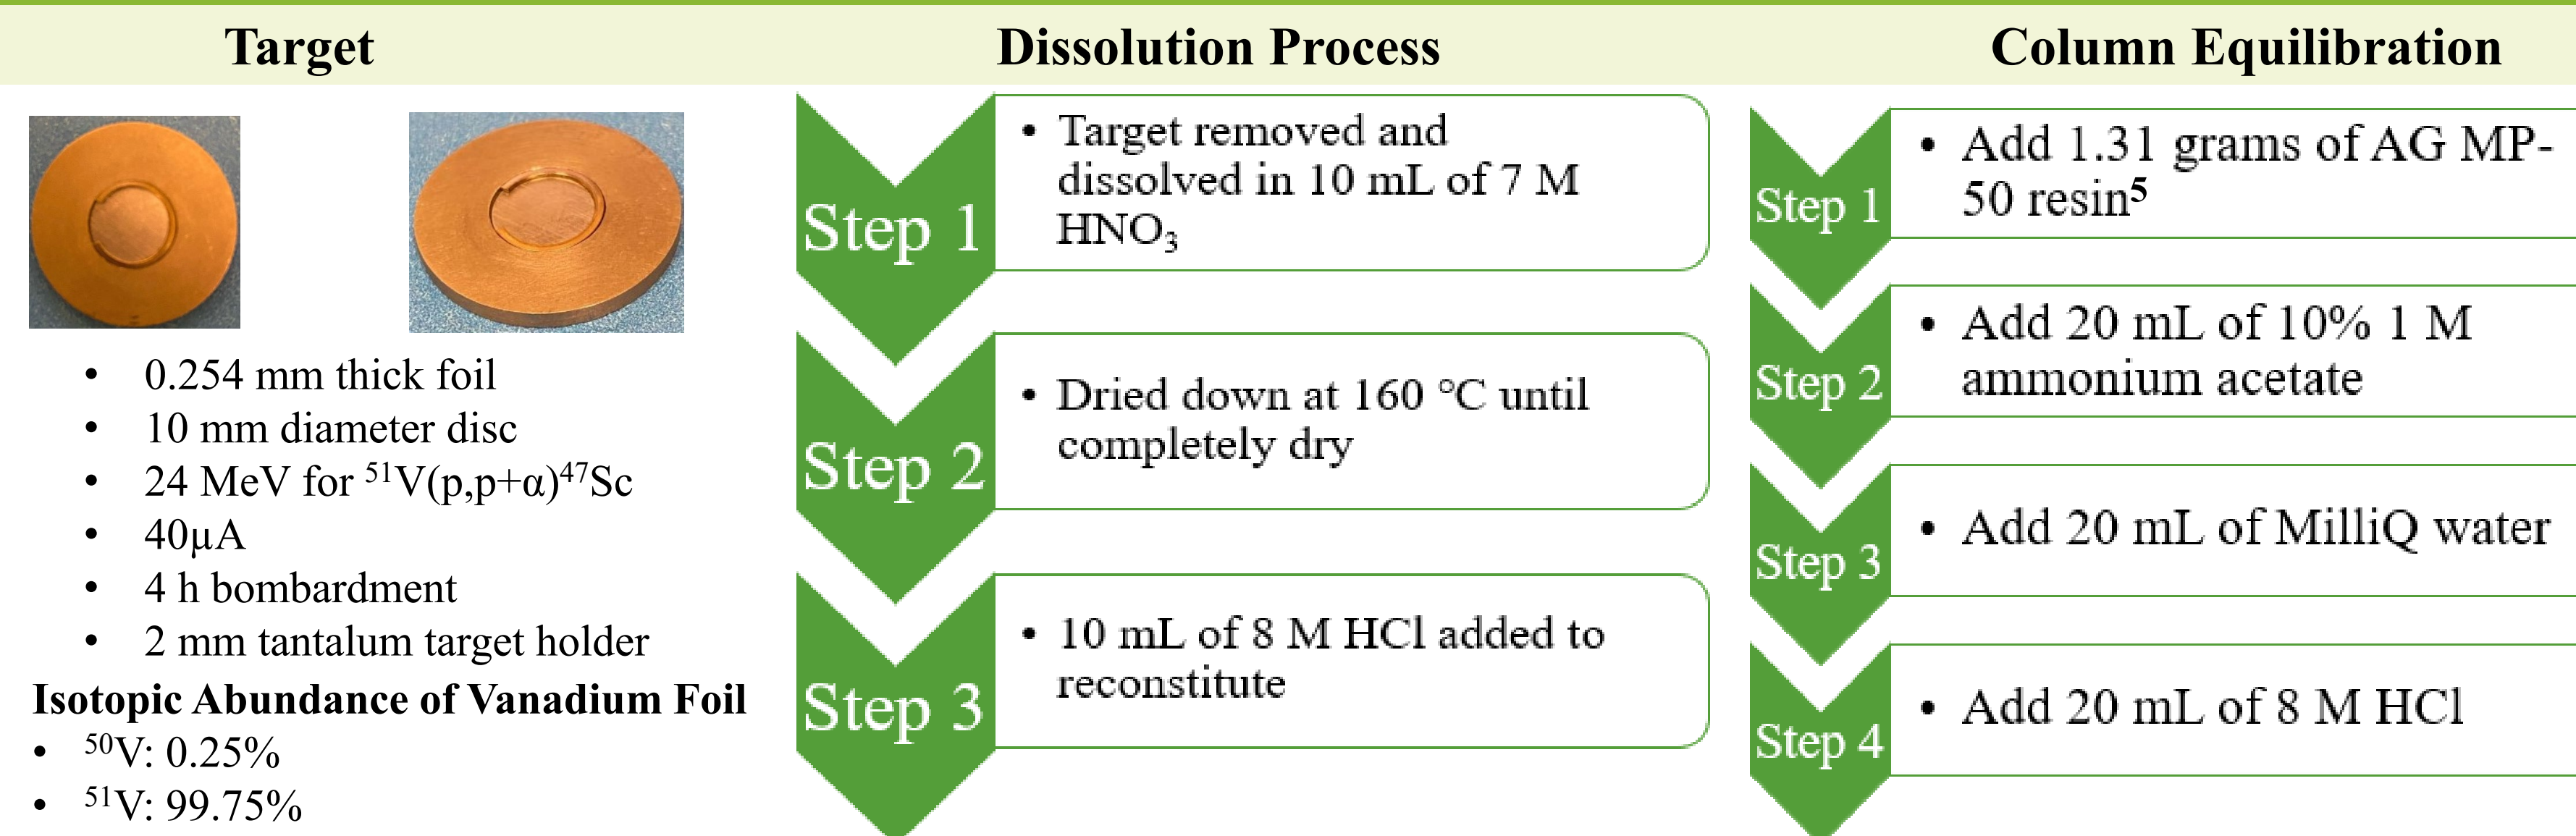 Target
0.254 mm thick foil
10 mm diameter disc
24 MeV for ⁵¹V(p,p+α)⁴⁷Sc
40µA
4 h bombardment
2 mm tantalum target holder
Isotopic Abundance of Vanadium Foil
⁵⁰V: 0.25%
⁵¹V: 99.75%
Dissolution Process
Step 1
Target removed and
dissolved in 10 mL of 7 M
HNO₃
Step 2
Dried down at 160 °C until
completely dry
Step 3
10 mL of 8 M HCl added to
reconstitute
Column Equilibration
Step 1
Add 1.31 grams of AG MP-
50 resin⁵
Step 2
Add 20 mL of 10% 1 M
ammonium acetate
Step 3
Add 20 mL of MilliQ water
Step 4
Add 20 mL of 8 M HCl